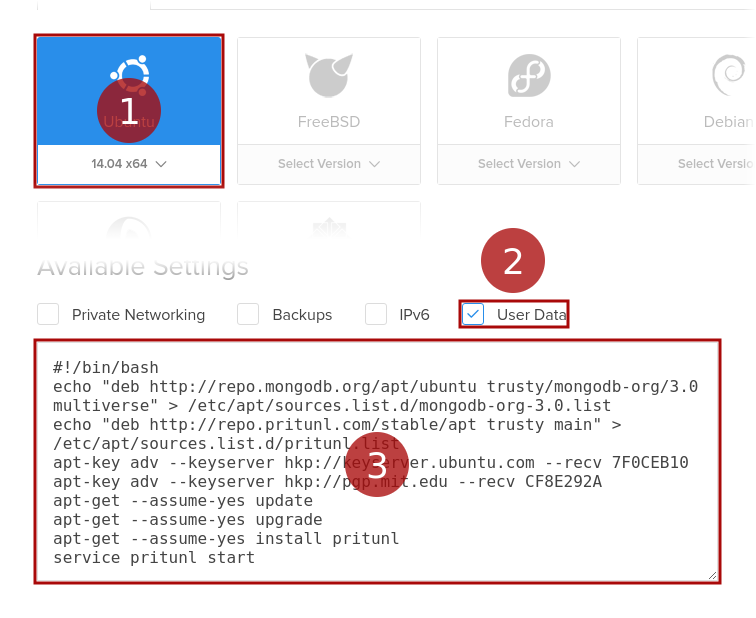 1
Ubuntu
FreeBSD
Fedora
Debian
14.04 x64
Select Version
Select Version
Select Versio
Available Settings
2
Private Networking
Backups
IPv6
User Data
#!/bin/bash
echo "deb http://repo.mongodb.org/apt/ubuntu trusty/mongodb-org/3.0
multiverse" > /etc/apt/sources.list.d/mongodb-org-3.0.list
echo "deb http://repo.pritunl.com/stable/apt trusty main" >
/etc/apt/sources.list.d/pritunl.list
apt-key adv --keyserver hkp://keyserver.ubuntu.com --recv 7F0CEB10
3
apt-key adv --keyserver hkp://pgp.mit.edu --recv CF8E292A
apt-get --assume-yes update
apt-get --assume-yes upgrade
apt-get --assume-yes install pritunl
service pritunl start